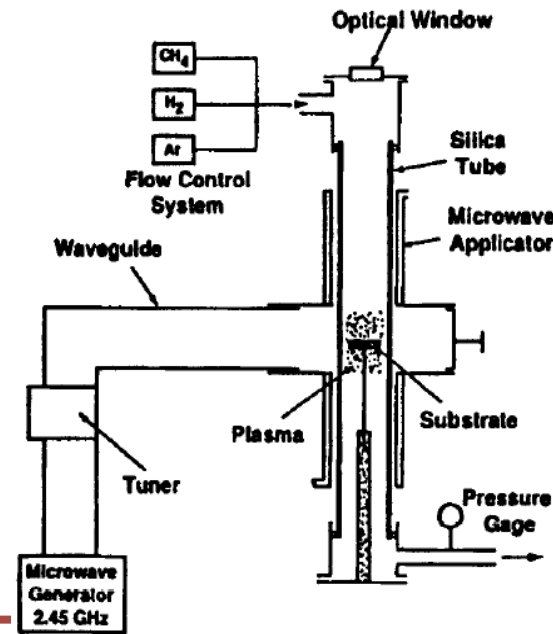 Optical Window
CH4
H2
Ar
Flow Control
System
Silica
Tube
Microwave
Applicator
Waveguide
Plasma
Substrate
Tuner
Pressure
Gage
Microwave
Generator
2.45 GHz